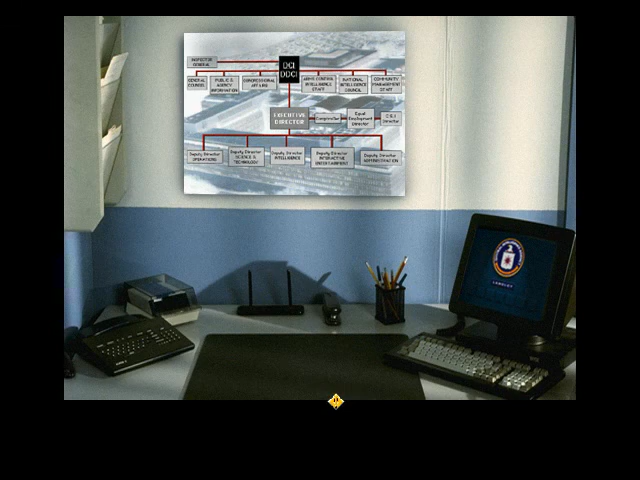 INSPECTOR
GENERAL
DCI
DDCI
GENERAL
COUNSEL
PUBLIC &
AGENCY
INFORMATION
CONGRESSIONAL
AFFAIRS
ARMS CONTROL
INTELLIGENCE
STAFF
NATIONAL
INTELLIGENCE
COUNCIL
COMMUNITY
MANAGEMENT
STAFF
EXECUTIVE
DIRECTOR
Comptroller
Equal
Employment
Director
C S I
Director
Deputy Director
OPERATIONS
Deputy Director
SCIENCE &
TECHNOLOGY
Deputy Director
INTELLIGENCE
Deputy Director
INTERACTIVE
ENTERTAINMENT
Deputy Director
ADMINISTRATION
LANGLEY